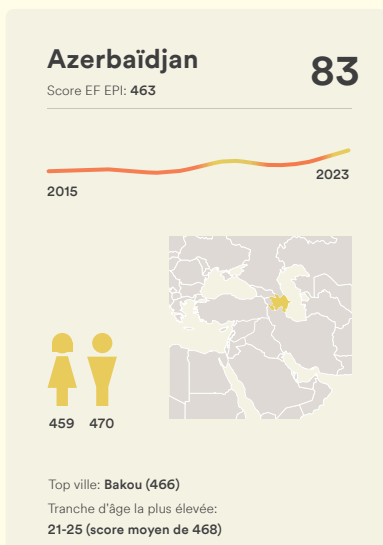 Azerbaïdjan
83
Score EF EPI: 463
2015
2023
459 470
Top ville: Bakou (466)
Tranche d'âge la plus élevée:
21-25 (score moyen de 468)